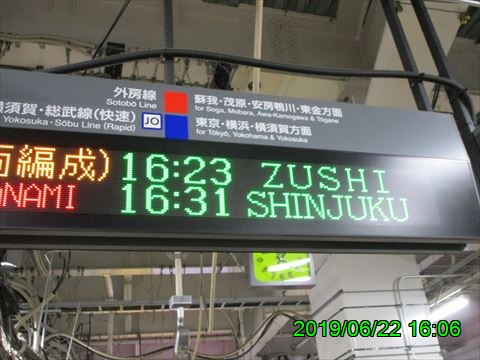 外房線
Sotobō Line
蘇我・茂原・安房鴨川・東金方面
for Soga, Mobara, Awa-Kamogawa & Tōgane
横須賀・総武線(快速)
Yokosuka - Sōbu Line (Rapid)
JO
東京・横浜・横須賀方面
for Tōkyō, Yokohama & Yokosuka
両編成) 16:23 ZUSHI
NAMI 16:31 SHINJUKU
2019/06/22 16:06